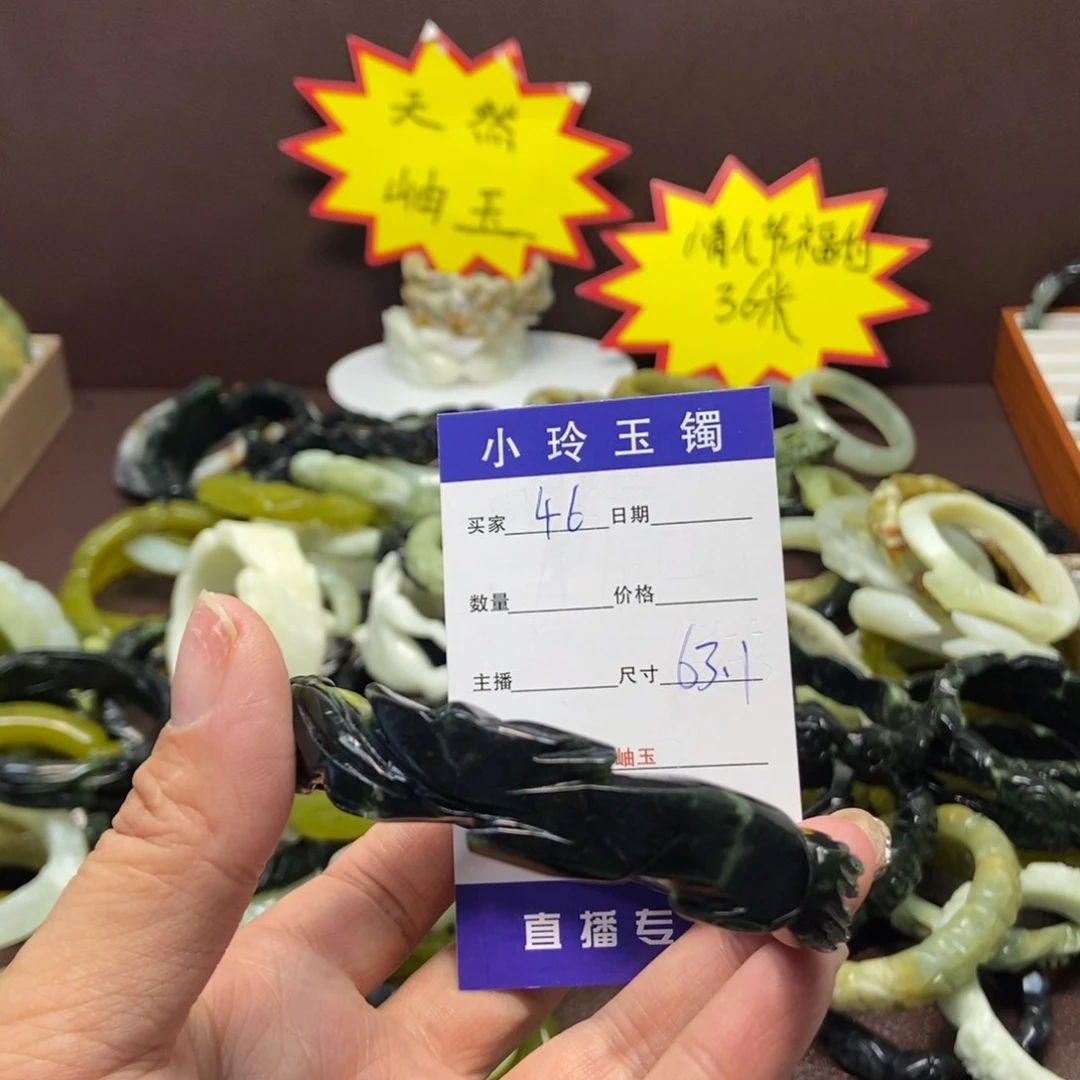 天然
岫玉
情人节福包
36米
小玲玉镯
买家 46 日期
数量 价格
主播 尺寸 63.1
岫玉
直播专